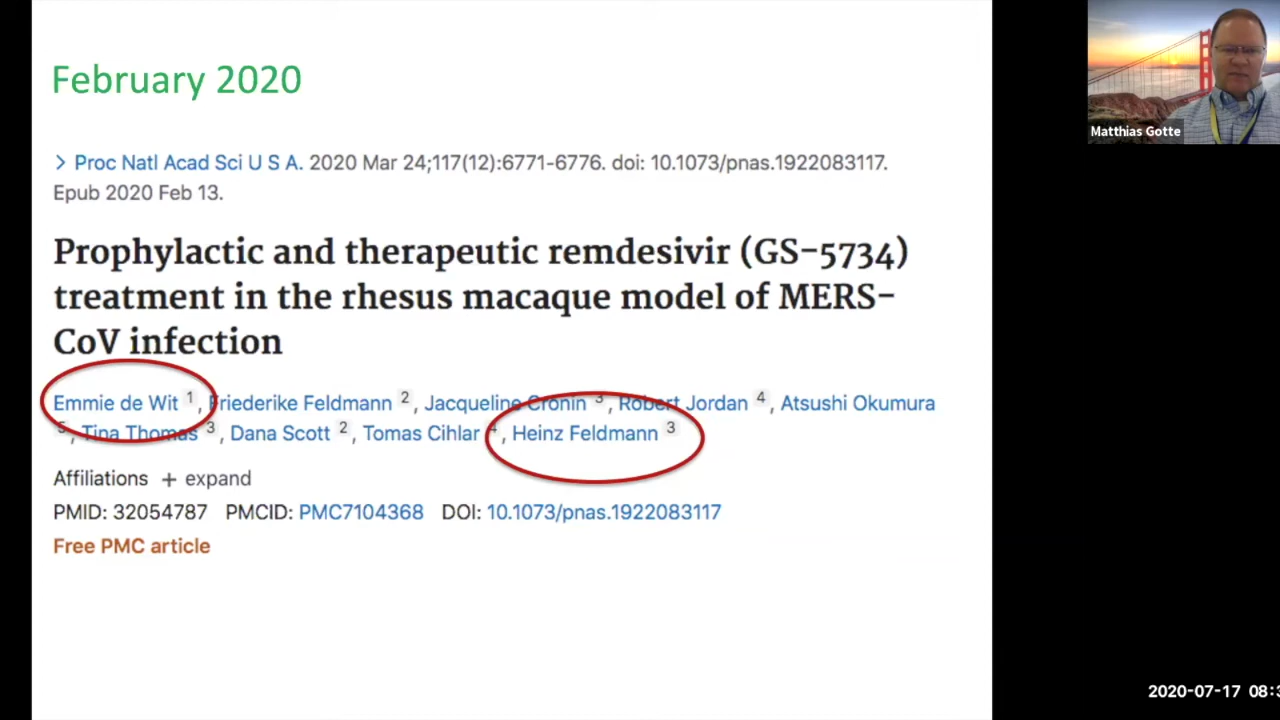 February 2020
> Proc Natl Acad Sci U S A. 2020 Mar 24;117(12):6771-6776. doi: 10.1073/pnas.1922083117.
Epub 2020 Feb 13.
Prophylactic and therapeutic remdesivir (GS-5734)
treatment in the rhesus macaque model of MERS-
CoV infection
Emmie de Wit 1, Friederike Feldmann 2, Jacqueline Cronin 3, Robert Jordan 4, Atsushi Okumura
5, Tina Thomas 3, Dana Scott 2, Tomas Cihlar 4, Heinz Feldmann 3
Affiliations + expand
PMID: 32054787 PMCID: PMC7104368 DOI: 10.1073/pnas.1922083117
Free PMC article
Matthias Gotte
2020-07-17 08:3